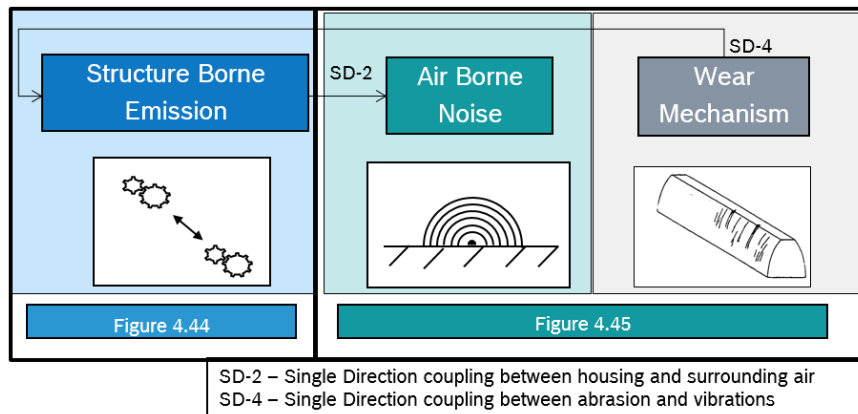 SD-4
Structure Borne
Emission
SD-2
Air Borne
Noise
Wear
Mechanism
Figure 4.44
Figure 4.45
SD-2 – Single Direction coupling between housing and surrounding air
SD-4 – Single Direction coupling between abrasion and vibrations